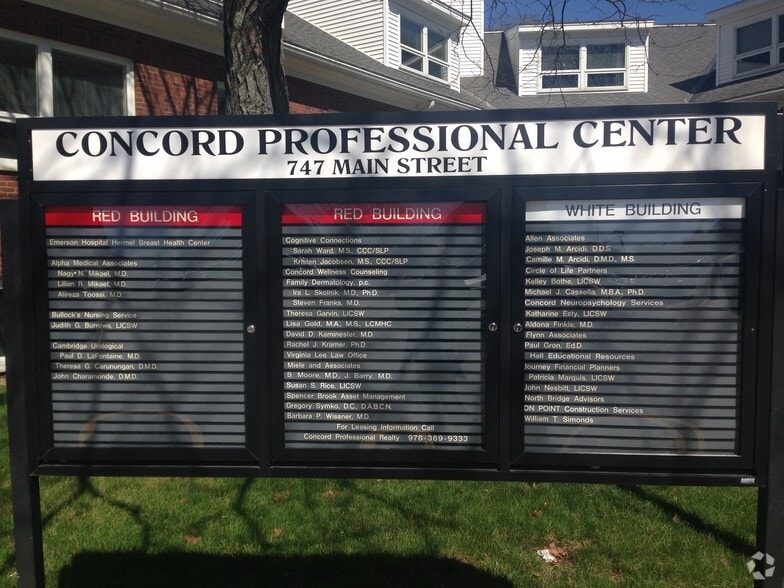 CONCORD PROFESSIONAL CENTER
747 MAIN STREET
RED BUILDING
Emerson Hospital Hermel Breast Health Center
Alpha Medical Associates
Nagy N. Mikael, M.D.
Lilian R. Mikael, M.D.
Alireza Toossi, M.D.
Bullock's Nursing Service
Judith G. Burrows, LICSW
Cambridge Urological
Paul D. LaFontaine, M.D.
Theresa G. Carunungan, D.M.D.
John Charamonde, D.M.D.
RED BUILDING
Cognitive Connections
Sarah Ward, M.S., CCC/SLP
Kristen Jacobsen, M.S., CCC/SLP
Concord Wellness Counseling
Family Dermatology, p.c.
Ira L. Skolnik, M.D., Ph.D.
Steven Franks, M.D.
Theresa Garvin, LICSW
Lisa Gold, M.A., M.S., LCMHC
David D. Kaminester, M.D.
Rachel J. Kramer, Ph.D.
Virginia Lee Law Office
Miele and Associates
S. Moore, M.D., J. Barry, M.D.
Susan S. Rice, LICSW
Spencer Brook Asset Management
Gregory Symko, D.C., D.A.B.C.N.
Barbara P. Wissner, M.D.
For Leasing Information Call
Concord Professional Realty 978-369-9333
WHITE BUILDING
Allen Associates
Joseph M. Arcidi, D.D.S.
Camille M. Arcidi, D.M.D., M.S.
Circle of Life Partners
Kelley Bothe, LICSW
Michael J. Cassella, M.B.A., Ph.D.
Concord Neuropsychology Services
Katharine Esty, LICSW
Aldona Finkle, M.D.
Flynn Associates
Paul Gron, Ed.D.
Hall Educational Resources
Journey Financial Planners
Patricia Marquis, LICSW
John Nesbitt, LICSW
North Bridge Advisors
ON POINT Construction Services
William T. Simonds